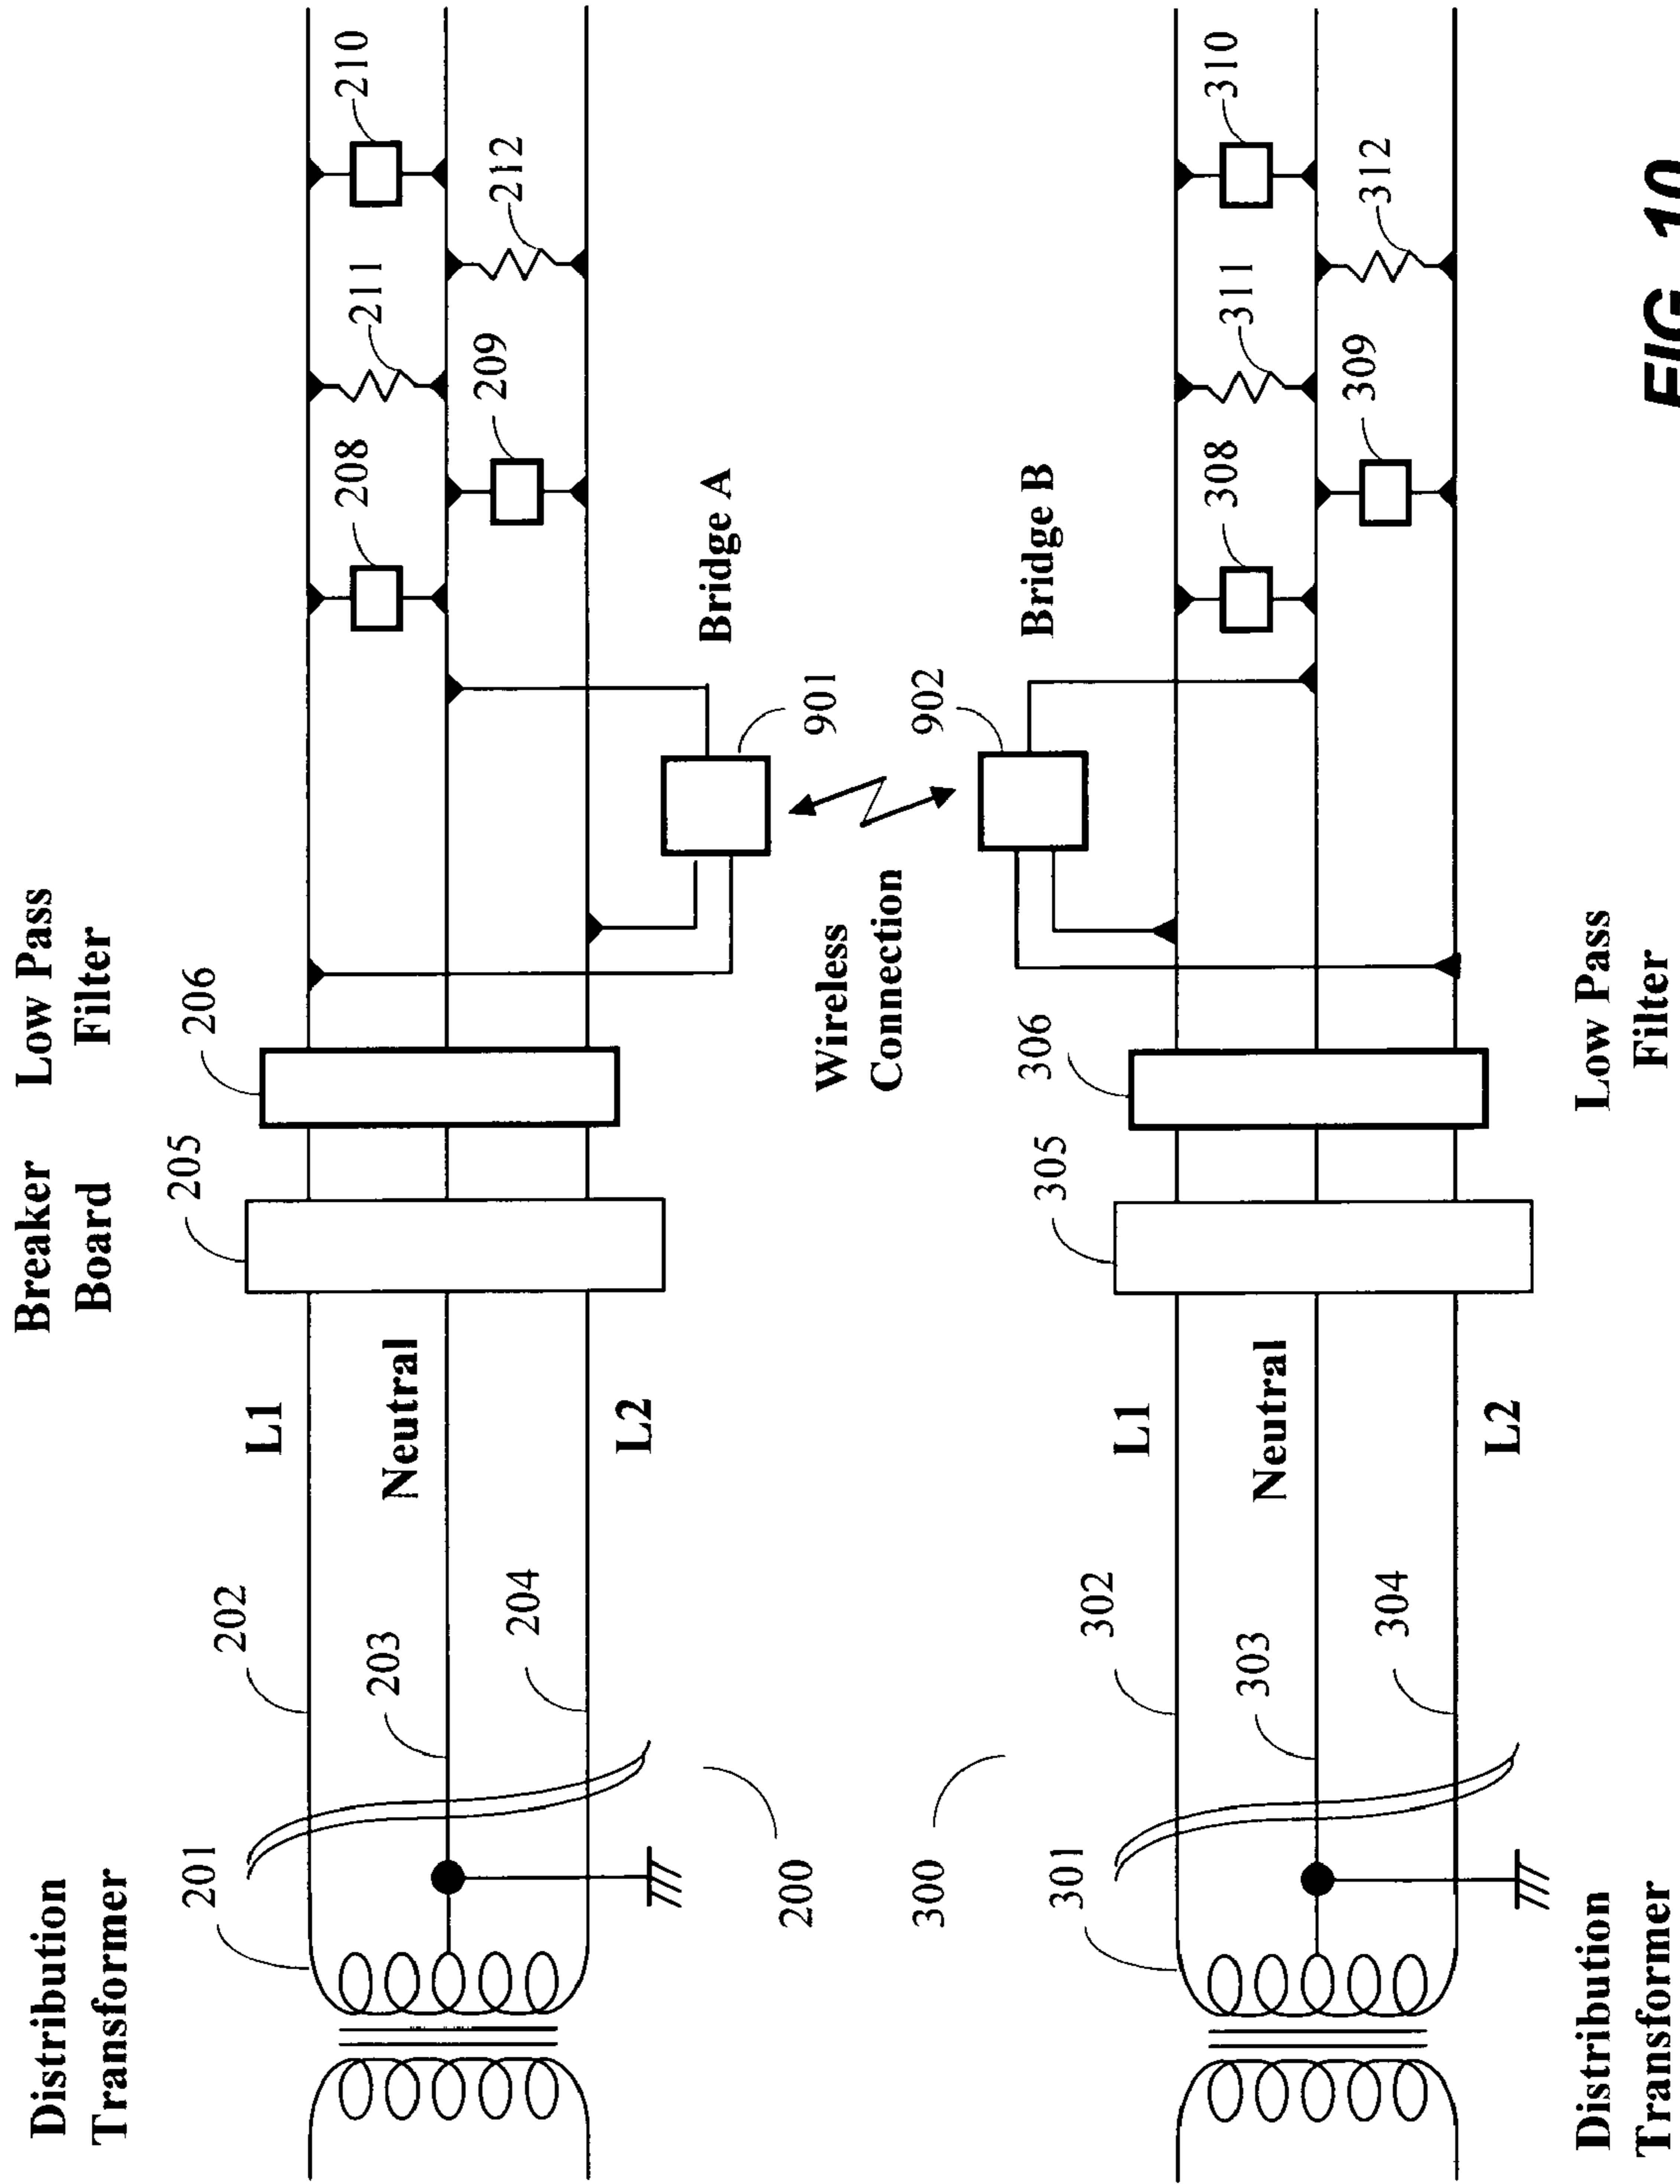 Distribution
Transformer
Breaker
Board
Low Pass
Filter
201
202
205
206
L1
203
Neutral
208
211
210
204
209
212
L2
200
Bridge A
901
Wireless
Connection
300
902
Bridge B
301
302
305
306
L1
303
Neutral
308
311
310
304
309
312
L2
Distribution
Transformer
Low Pass
Filter
FIG. 10